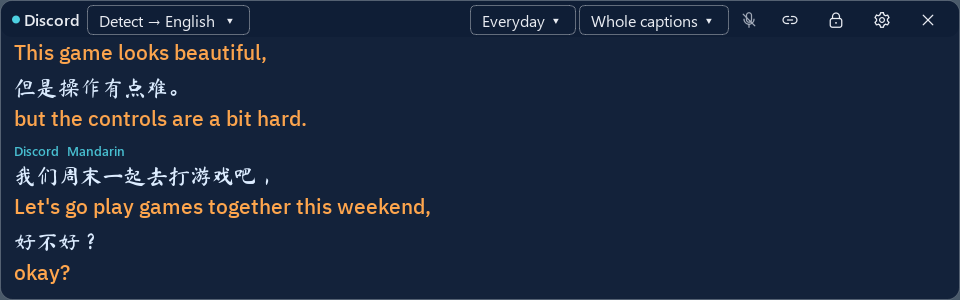 Discord Detect → English Everyday Whole captions
This game looks beautiful,
但是操作有点难。
but the controls are a bit hard.
Discord Mandarin
我们周末一起去打游戏吧，
Let's go play games together this weekend,
好不好？
okay?